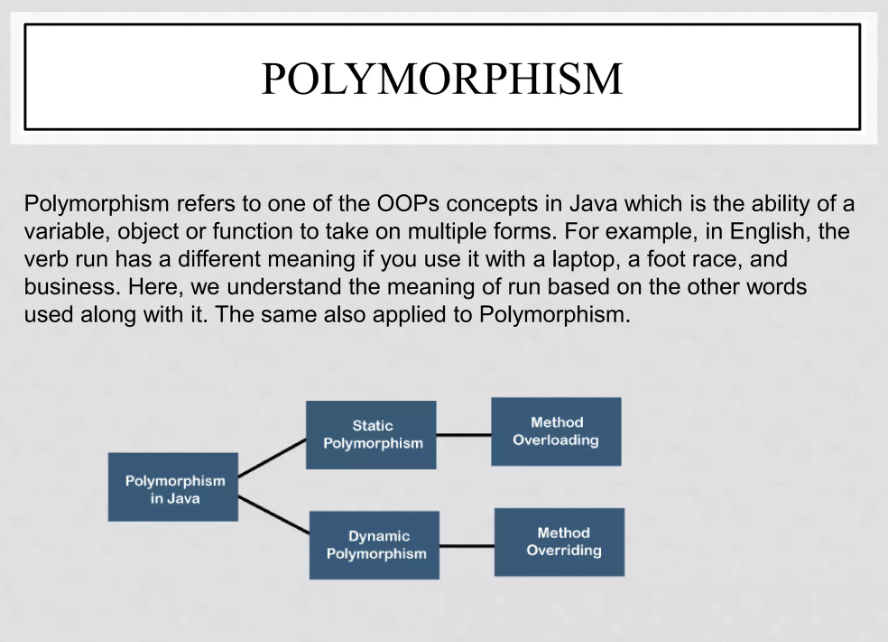 POLYMORPHISM
Polymorphism refers to one of the OOPs concepts in Java which is the ability of a
variable, object or function to take on multiple forms. For example, in English, the
verb run has a different meaning if you use it with a laptop, a foot race, and
business. Here, we understand the meaning of run based on the other words
used along with it. The same also applied to Polymorphism.
Polymorphism
in Java
Static
Polymorphism
Method
Overloading
Dynamic
Polymorphism
Method
Overriding